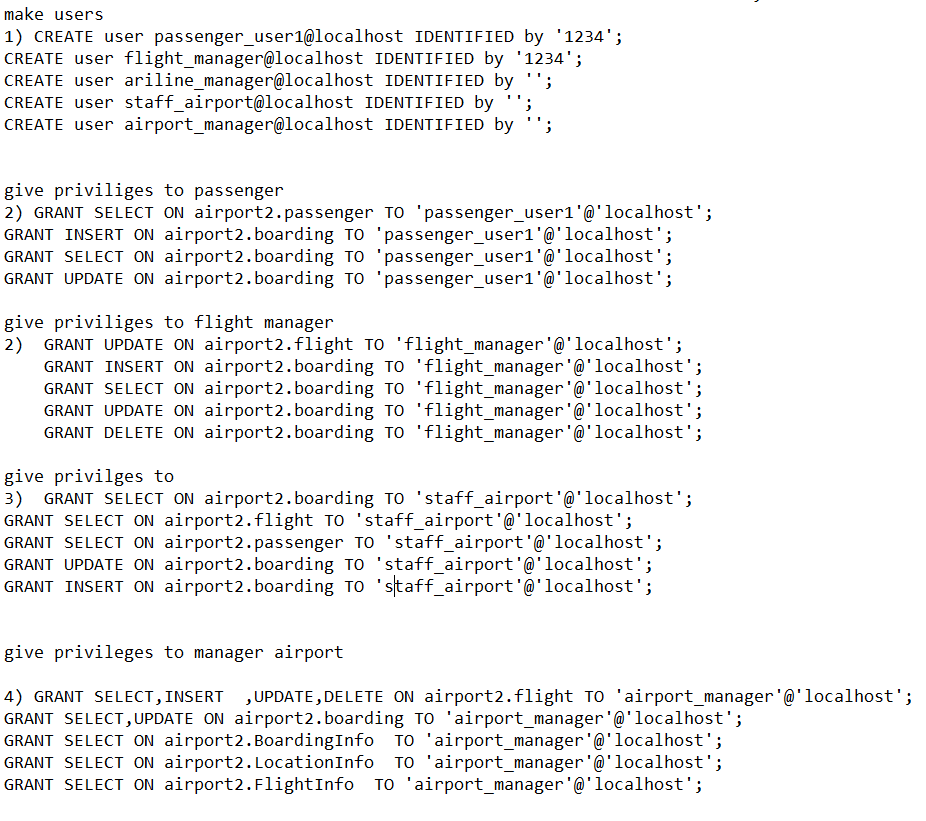 make users
1) CREATE user passenger_user1@localhost IDENTIFIED by '1234';
CREATE user flight_manager@localhost IDENTIFIED by '1234';
CREATE user ariline_manager@localhost IDENTIFIED by '';
CREATE user staff_airport@localhost IDENTIFIED by '';
CREATE user airport_manager@localhost IDENTIFIED by '';
give priviliges to passenger
2) GRANT SELECT ON airport2.passenger TO 'passenger_user1'@'localhost';
GRANT INSERT ON airport2.boarding TO 'passenger_user1'@'localhost';
GRANT SELECT ON airport2.boarding TO 'passenger_user1'@'localhost';
GRANT UPDATE ON airport2.boarding TO 'passenger_user1'@'localhost';
give priviliges to flight manager
2)  GRANT UPDATE ON airport2.flight TO 'flight_manager'@'localhost';
    GRANT INSERT ON airport2.boarding TO 'flight_manager'@'localhost';
    GRANT SELECT ON airport2.boarding TO 'flight_manager'@'localhost';
    GRANT UPDATE ON airport2.boarding TO 'flight_manager'@'localhost';
    GRANT DELETE ON airport2.boarding TO 'flight_manager'@'localhost';
give privilges to
3)  GRANT SELECT ON airport2.boarding TO 'staff_airport'@'localhost';
GRANT SELECT ON airport2.flight TO 'staff_airport'@'localhost';
GRANT SELECT ON airport2.passenger TO 'staff_airport'@'localhost';
GRANT UPDATE ON airport2.boarding TO 'staff_airport'@'localhost';
GRANT INSERT ON airport2.boarding TO 'staff_airport'@'localhost';
give privileges to manager airport
4) GRANT SELECT,INSERT  ,UPDATE,DELETE ON airport2.flight TO 'airport_manager'@'localhost';
GRANT SELECT,UPDATE ON airport2.boarding TO 'airport_manager'@'localhost';
GRANT SELECT ON airport2.BoardingInfo  TO 'airport_manager'@'localhost';
GRANT SELECT ON airport2.LocationInfo  TO 'airport_manager'@'localhost';
GRANT SELECT ON airport2.FlightInfo  TO 'airport_manager'@'localhost';